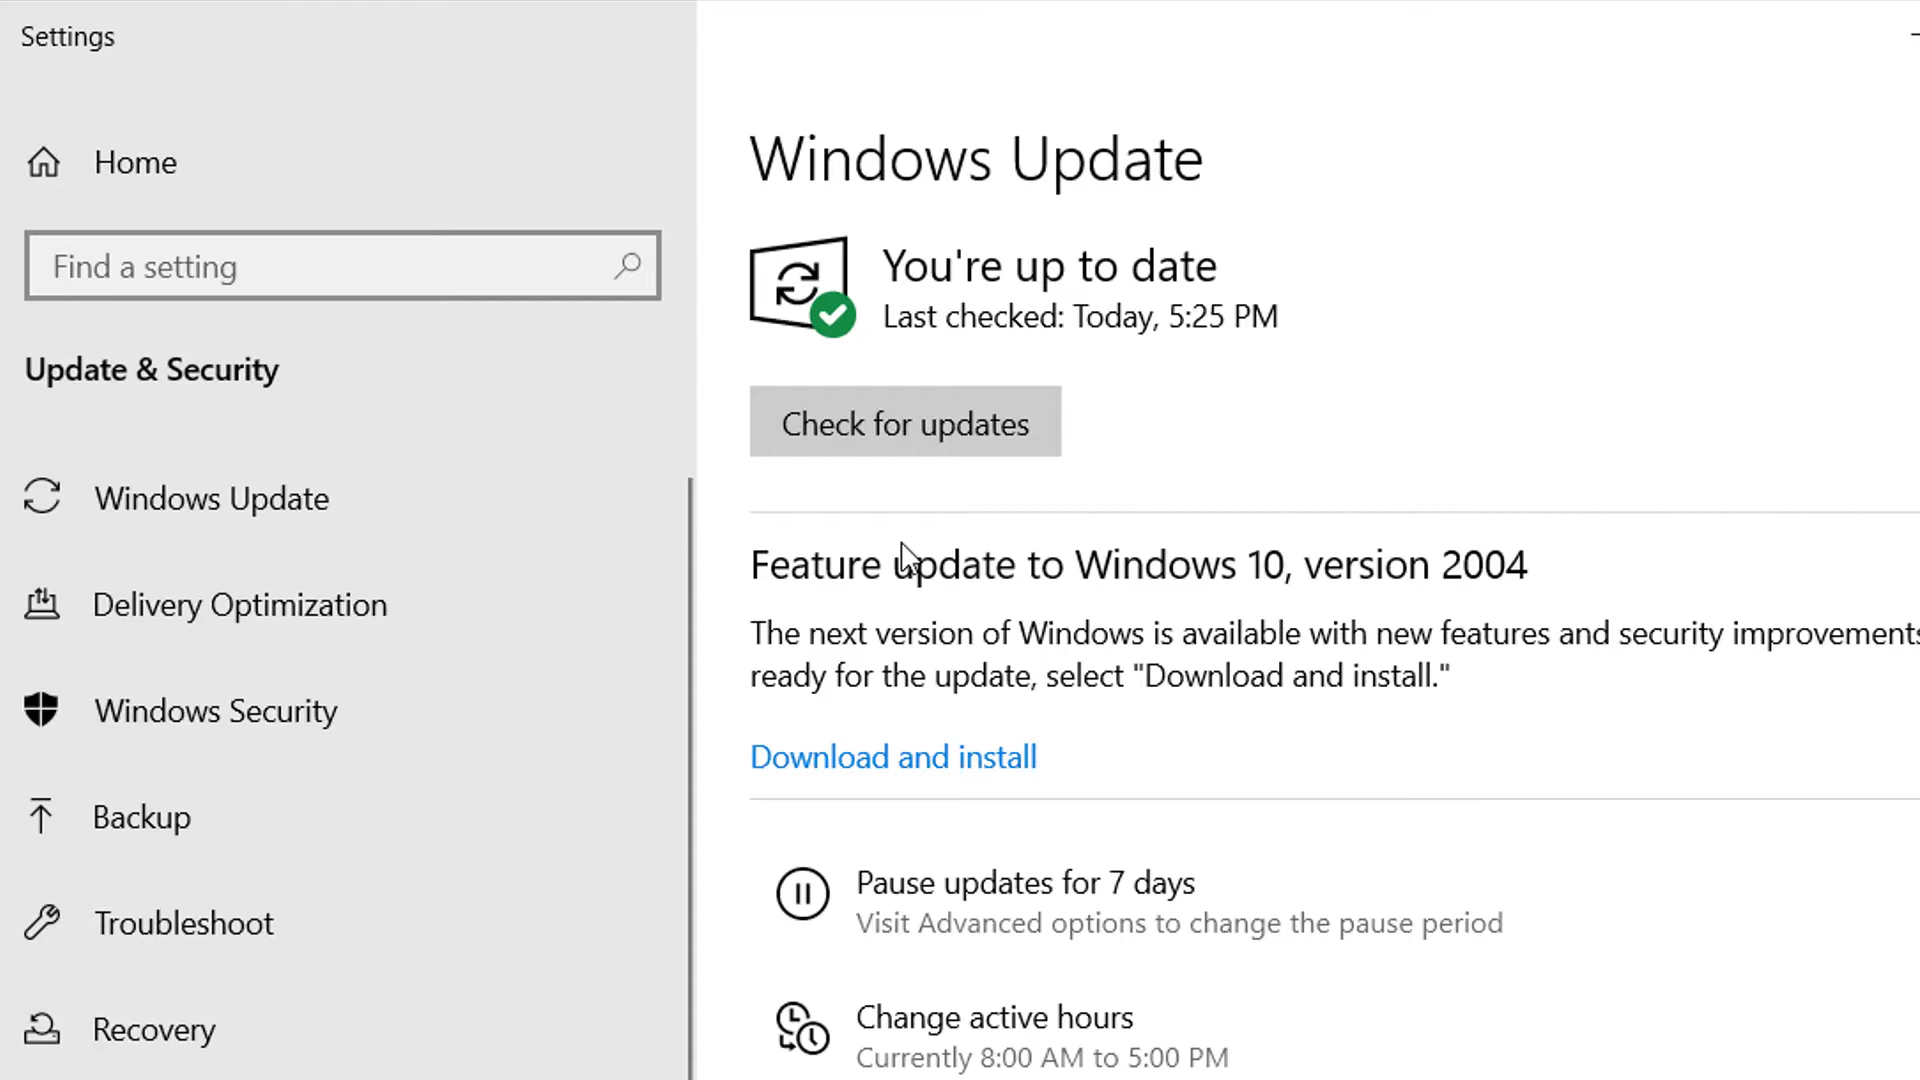 Settings
Home
Find a setting
Update & Security
Windows Update
Delivery Optimization
Windows Security
Backup
Troubleshoot
Recovery
Windows Update
You're up to date
Last checked: Today, 5:25 PM
Check for updates
Feature update to Windows 10, version 2004
The next version of Windows is available with new features and security improvements
ready for the update, select "Download and install."
Download and install
Pause updates for 7 days
Visit Advanced options to change the pause period
Change active hours
Currently 8:00 AM to 5:00 PM